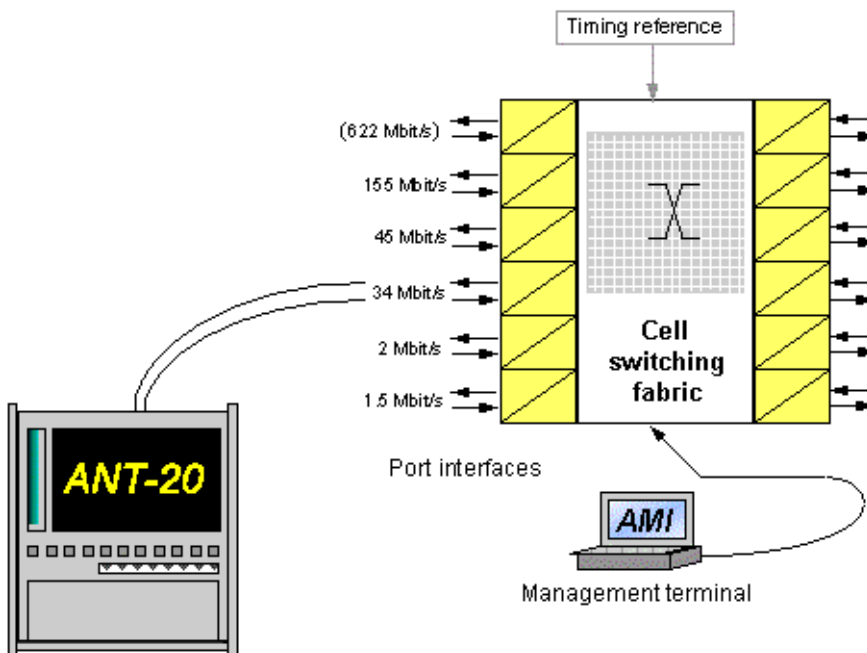 Timing reference
(622 Mbit/s)
155 Mbit/s
45 Mbit/s
34 Mbit/s
2 Mbit/s
1.5 Mbit/s
Cell
switching
fabric
ANT-20
Port interfaces
AMI
Management terminal